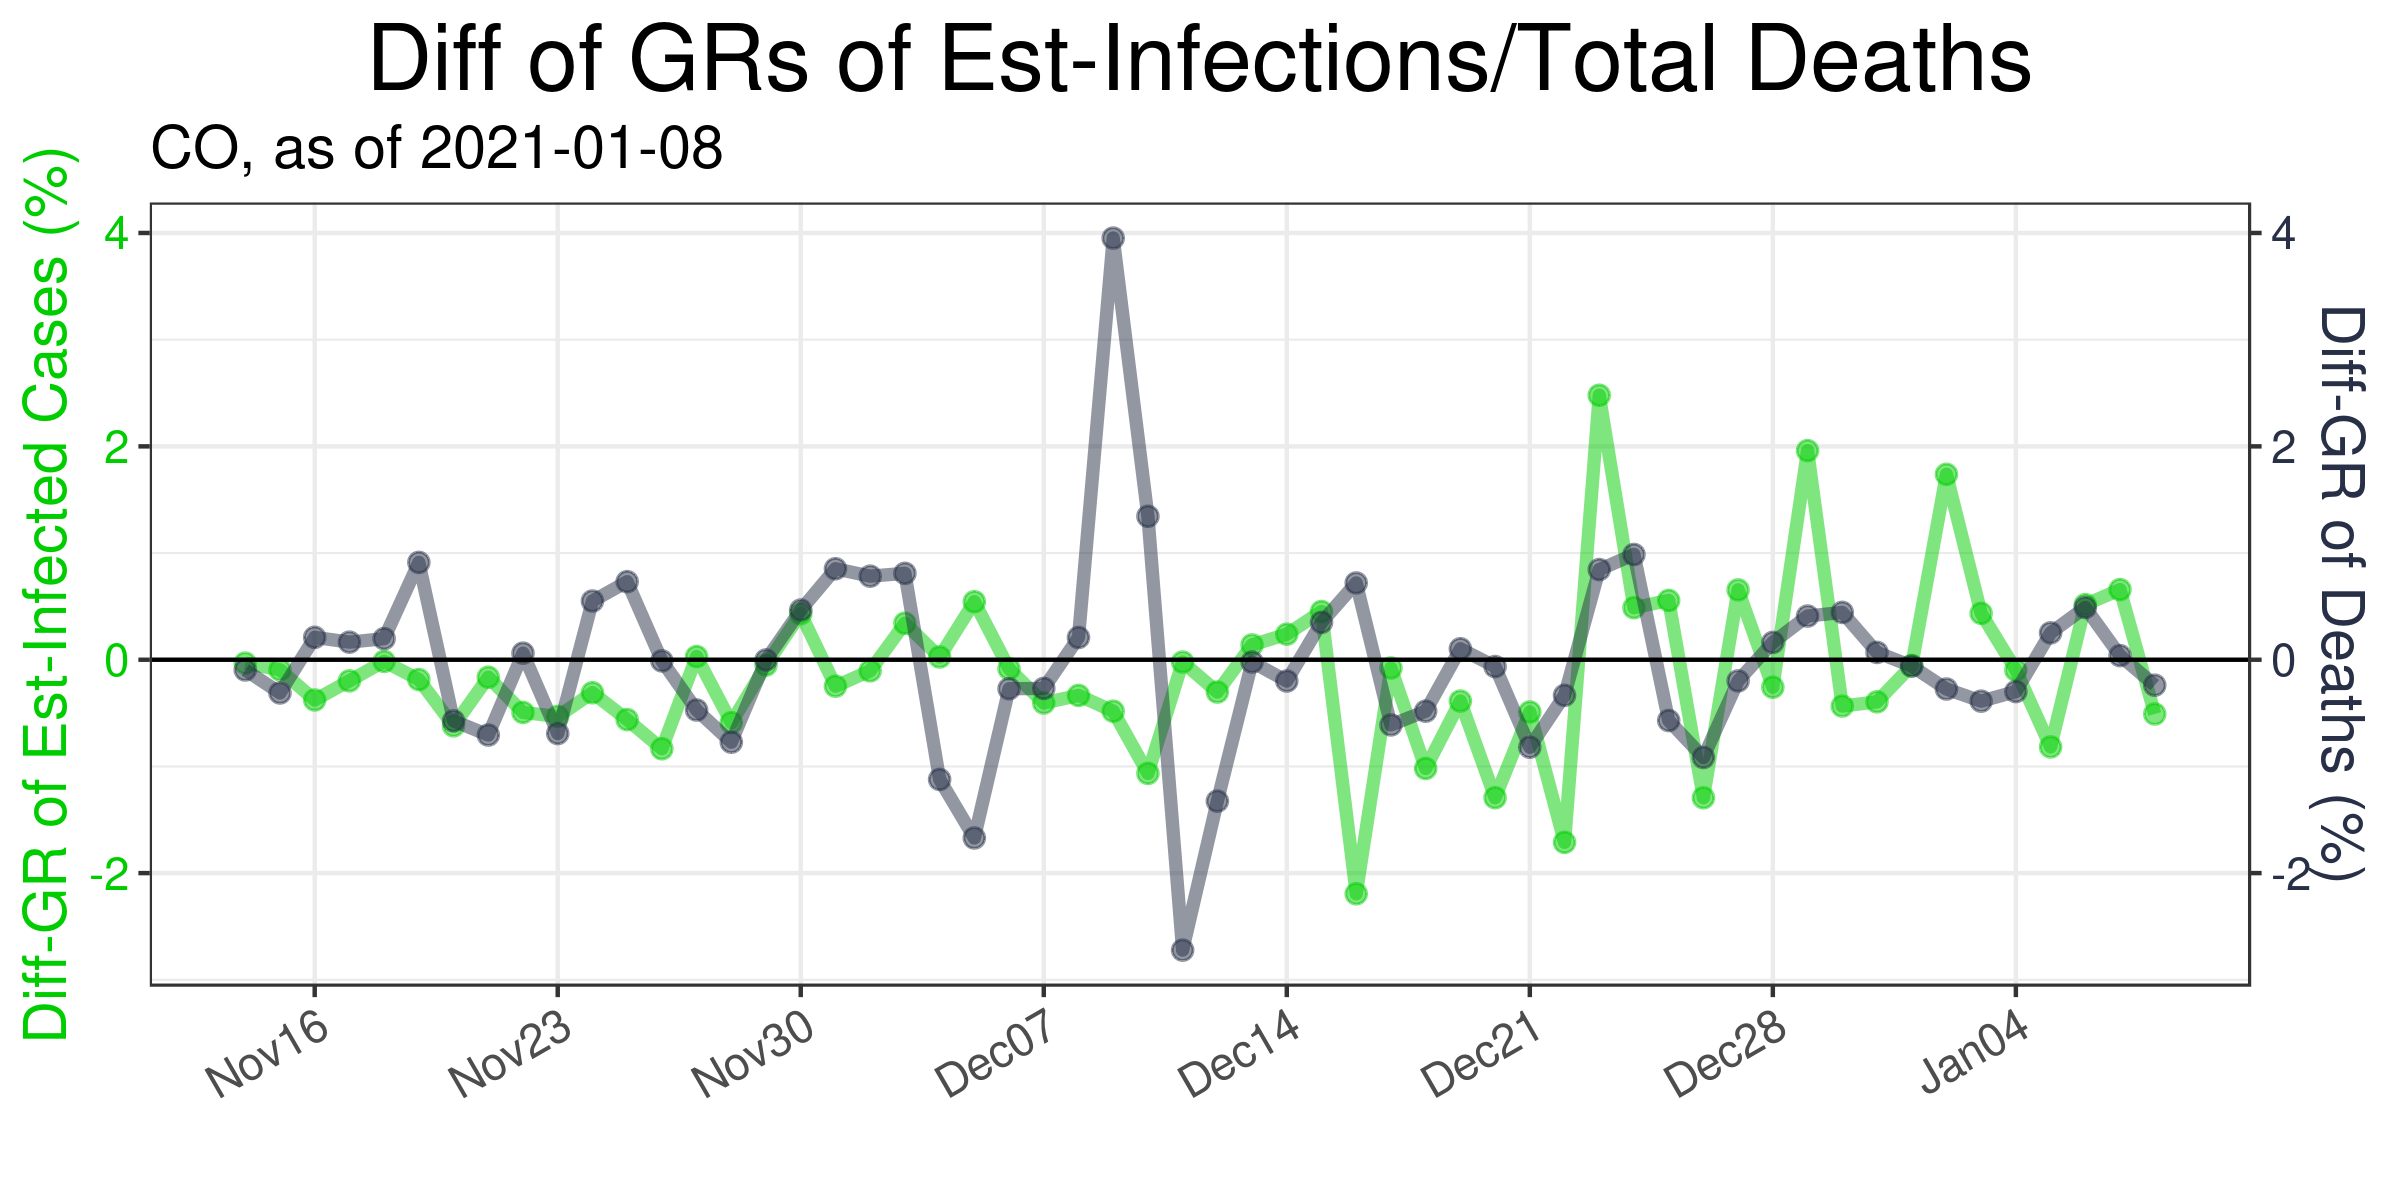 Diff of GRs of Est-Infections/Total Deaths
CO, as of 2021-01-08
Diff-GR of Est-Infected Cases (%)
4
2
0
-2
4
2
0
-2
Diff-GR of Deaths (%)
Nov16
Nov23
Nov30
Dec07
Dec14
Dec21
Dec28
Jan04